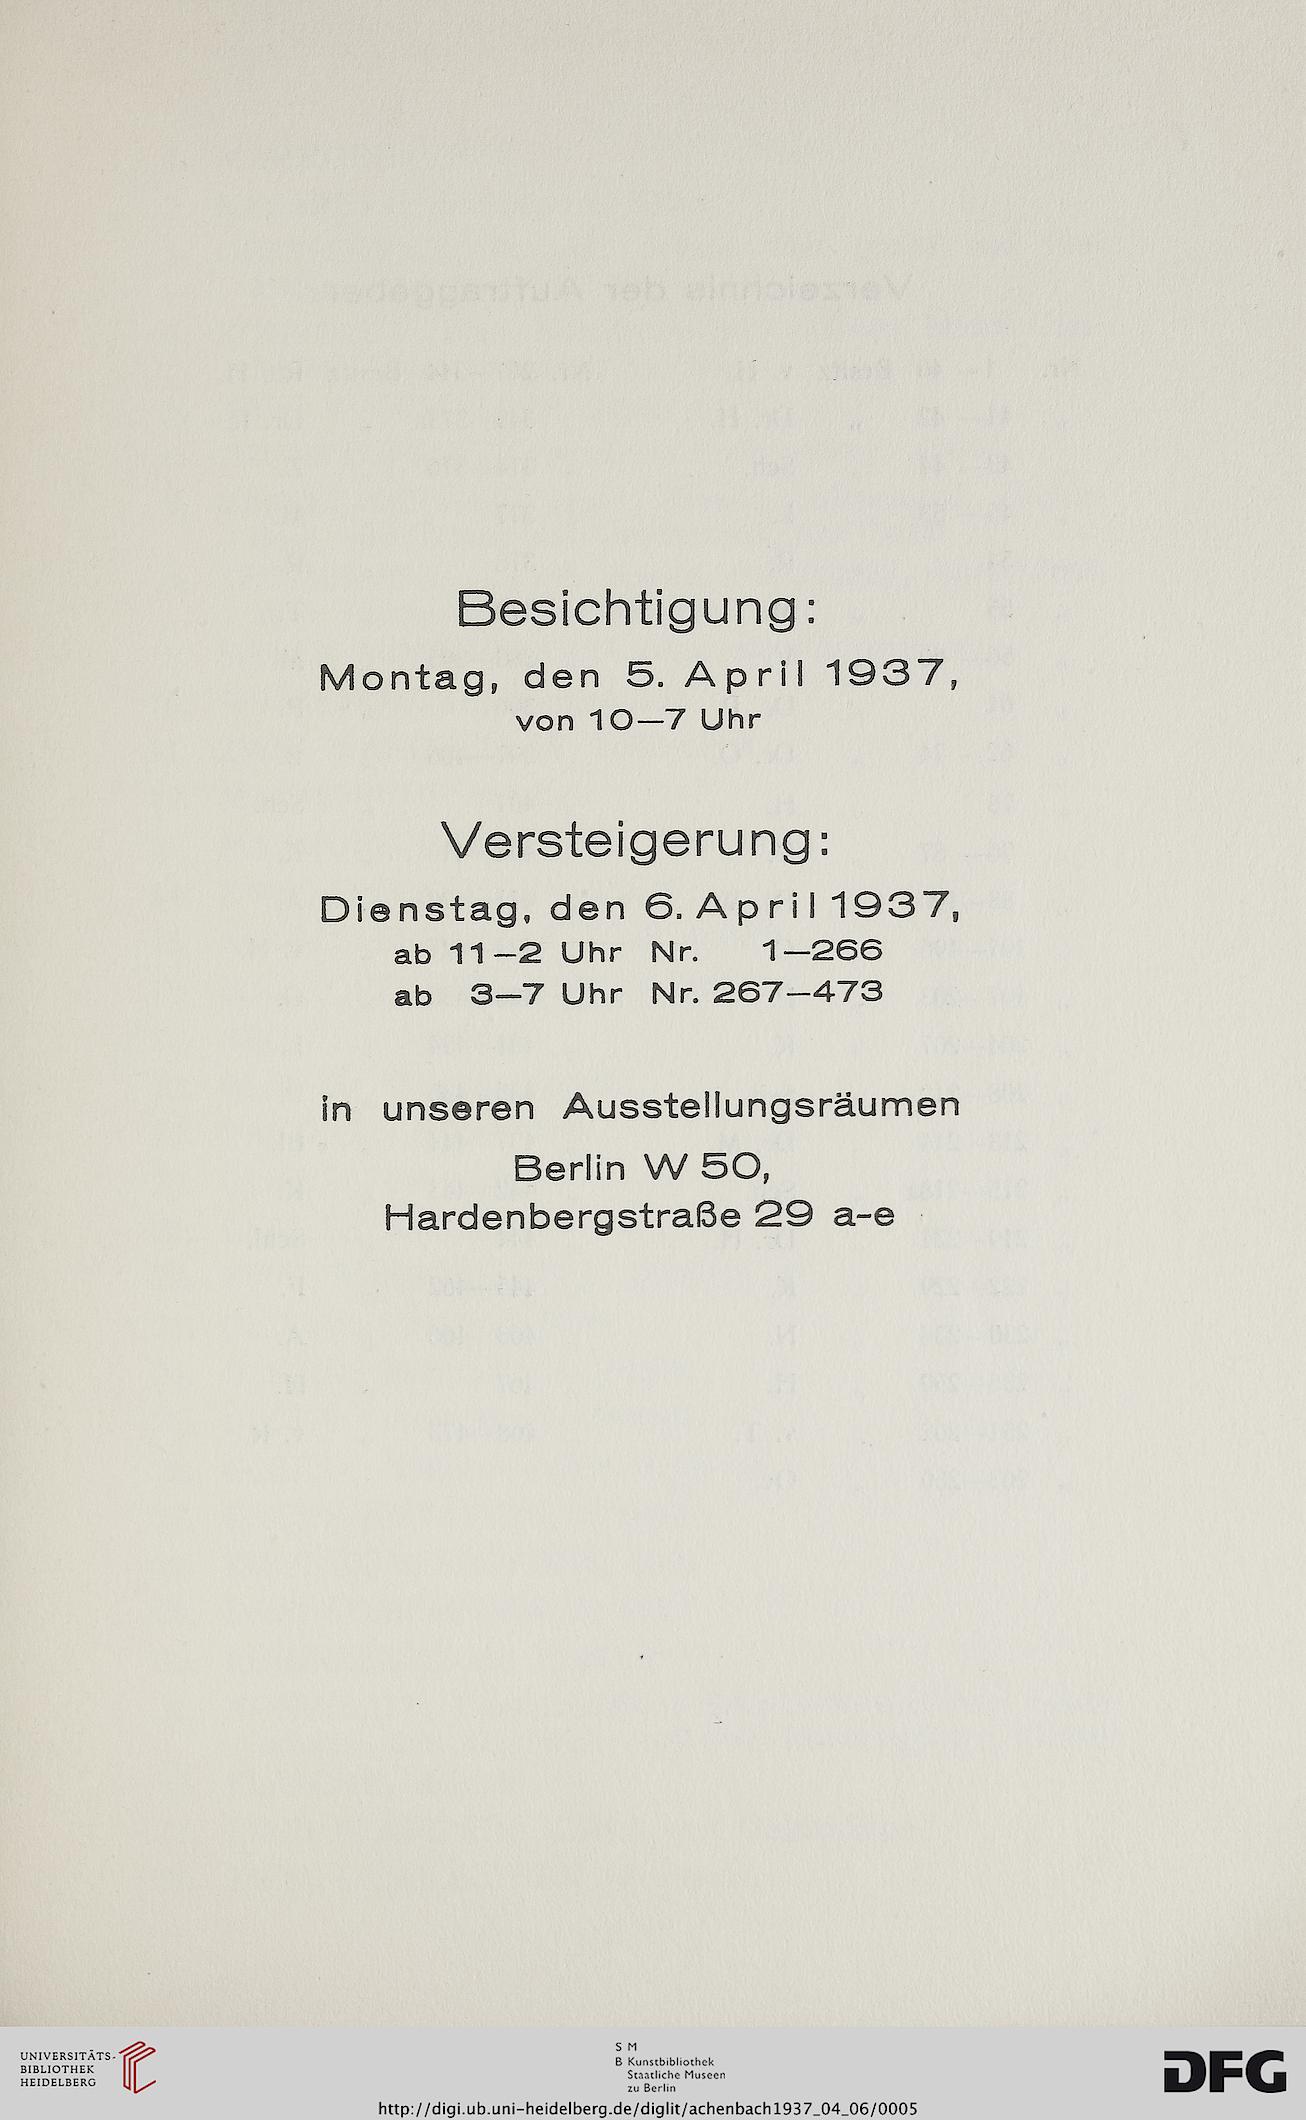 Besichtigung:
Montag, den 5. April 1937,
von 10—7 Uhr
Versteigerung:
Dienstag, den 6. April 1937,
ab 11—2 Uhr Nr. 1—266
ab 3—7 Uhr Nr. 267—473
in unseren Ausstellungsräumen
Berlin W 50,
Hardenbergstraße 29 a-e
UNIVERSITÄTS-
BIBLIOTHEK
HEIDELBERG
S M
B Kunstbibliothek
Staatliche Museen
zu Berlin
DFG
http://digi.ub.uni-heidelberg.de/diglit/achenbach1937_04_06/0005